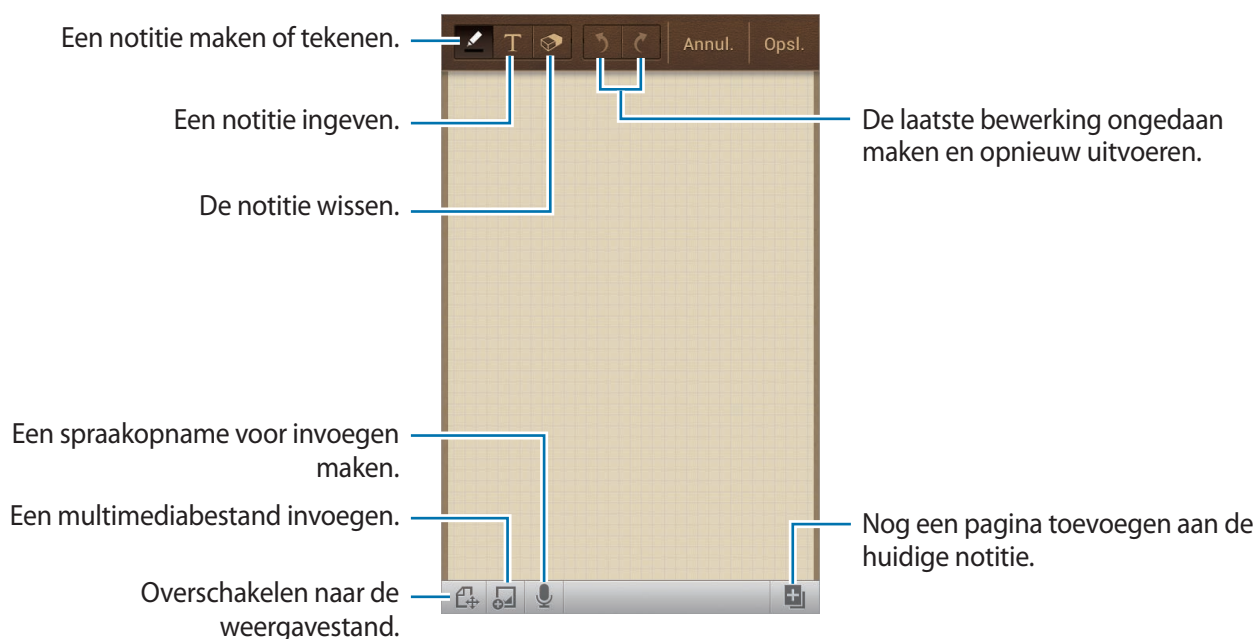 Een notitie maken of tekenen.
T
Annul.
Opsl.
Een notitie ingeven.
De laatste bewerking ongedaan
maken en opnieuw uitvoeren.
De notitie wissen.
Een spraakopname voor invoegen
maken.
Een multimediabestand invoegen.
Nog een pagina toevoegen aan de
huidige notitie.
Overschakelen naar de
weergavestand.